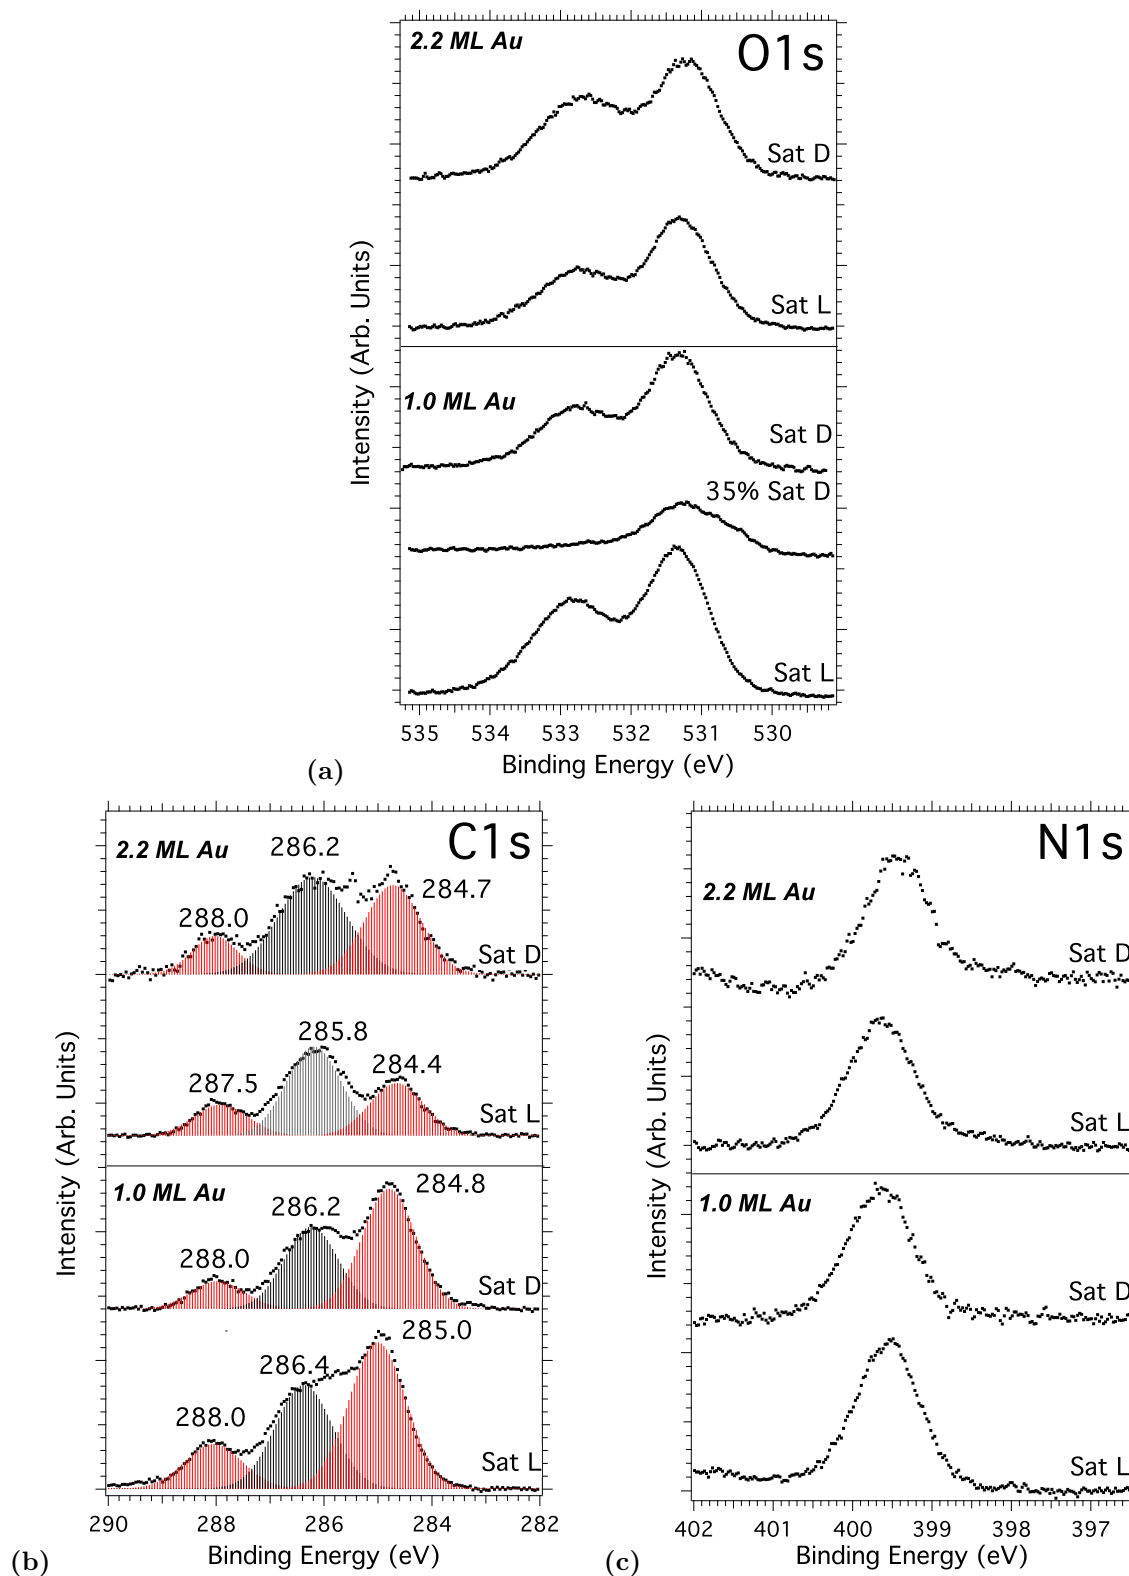 2.2 ML Au
O1s
Sat D
Sat L
1.0 ML Au
Sat D
35% Sat D
Sat L
Intensity (Arb. Units)
535 534 533 532 531 530
Binding Energy (eV)
(a)
2.2 ML Au
C1s
286.2
284.7
288.0
Sat D
285.8
284.4
287.5
Sat L
1.0 ML Au
284.8
286.2
288.0
Sat D
285.0
286.4
288.0
Sat L
Intensity (Arb. Units)
290 288 286 284 282
Binding Energy (eV)
(b)
N1s
2.2 ML Au
Sat D
Sat L
1.0 ML Au
Sat D
Sat L
Intensity (Arb. Units)
402 401 400 399 398 397
Binding Energy (eV)
(c)